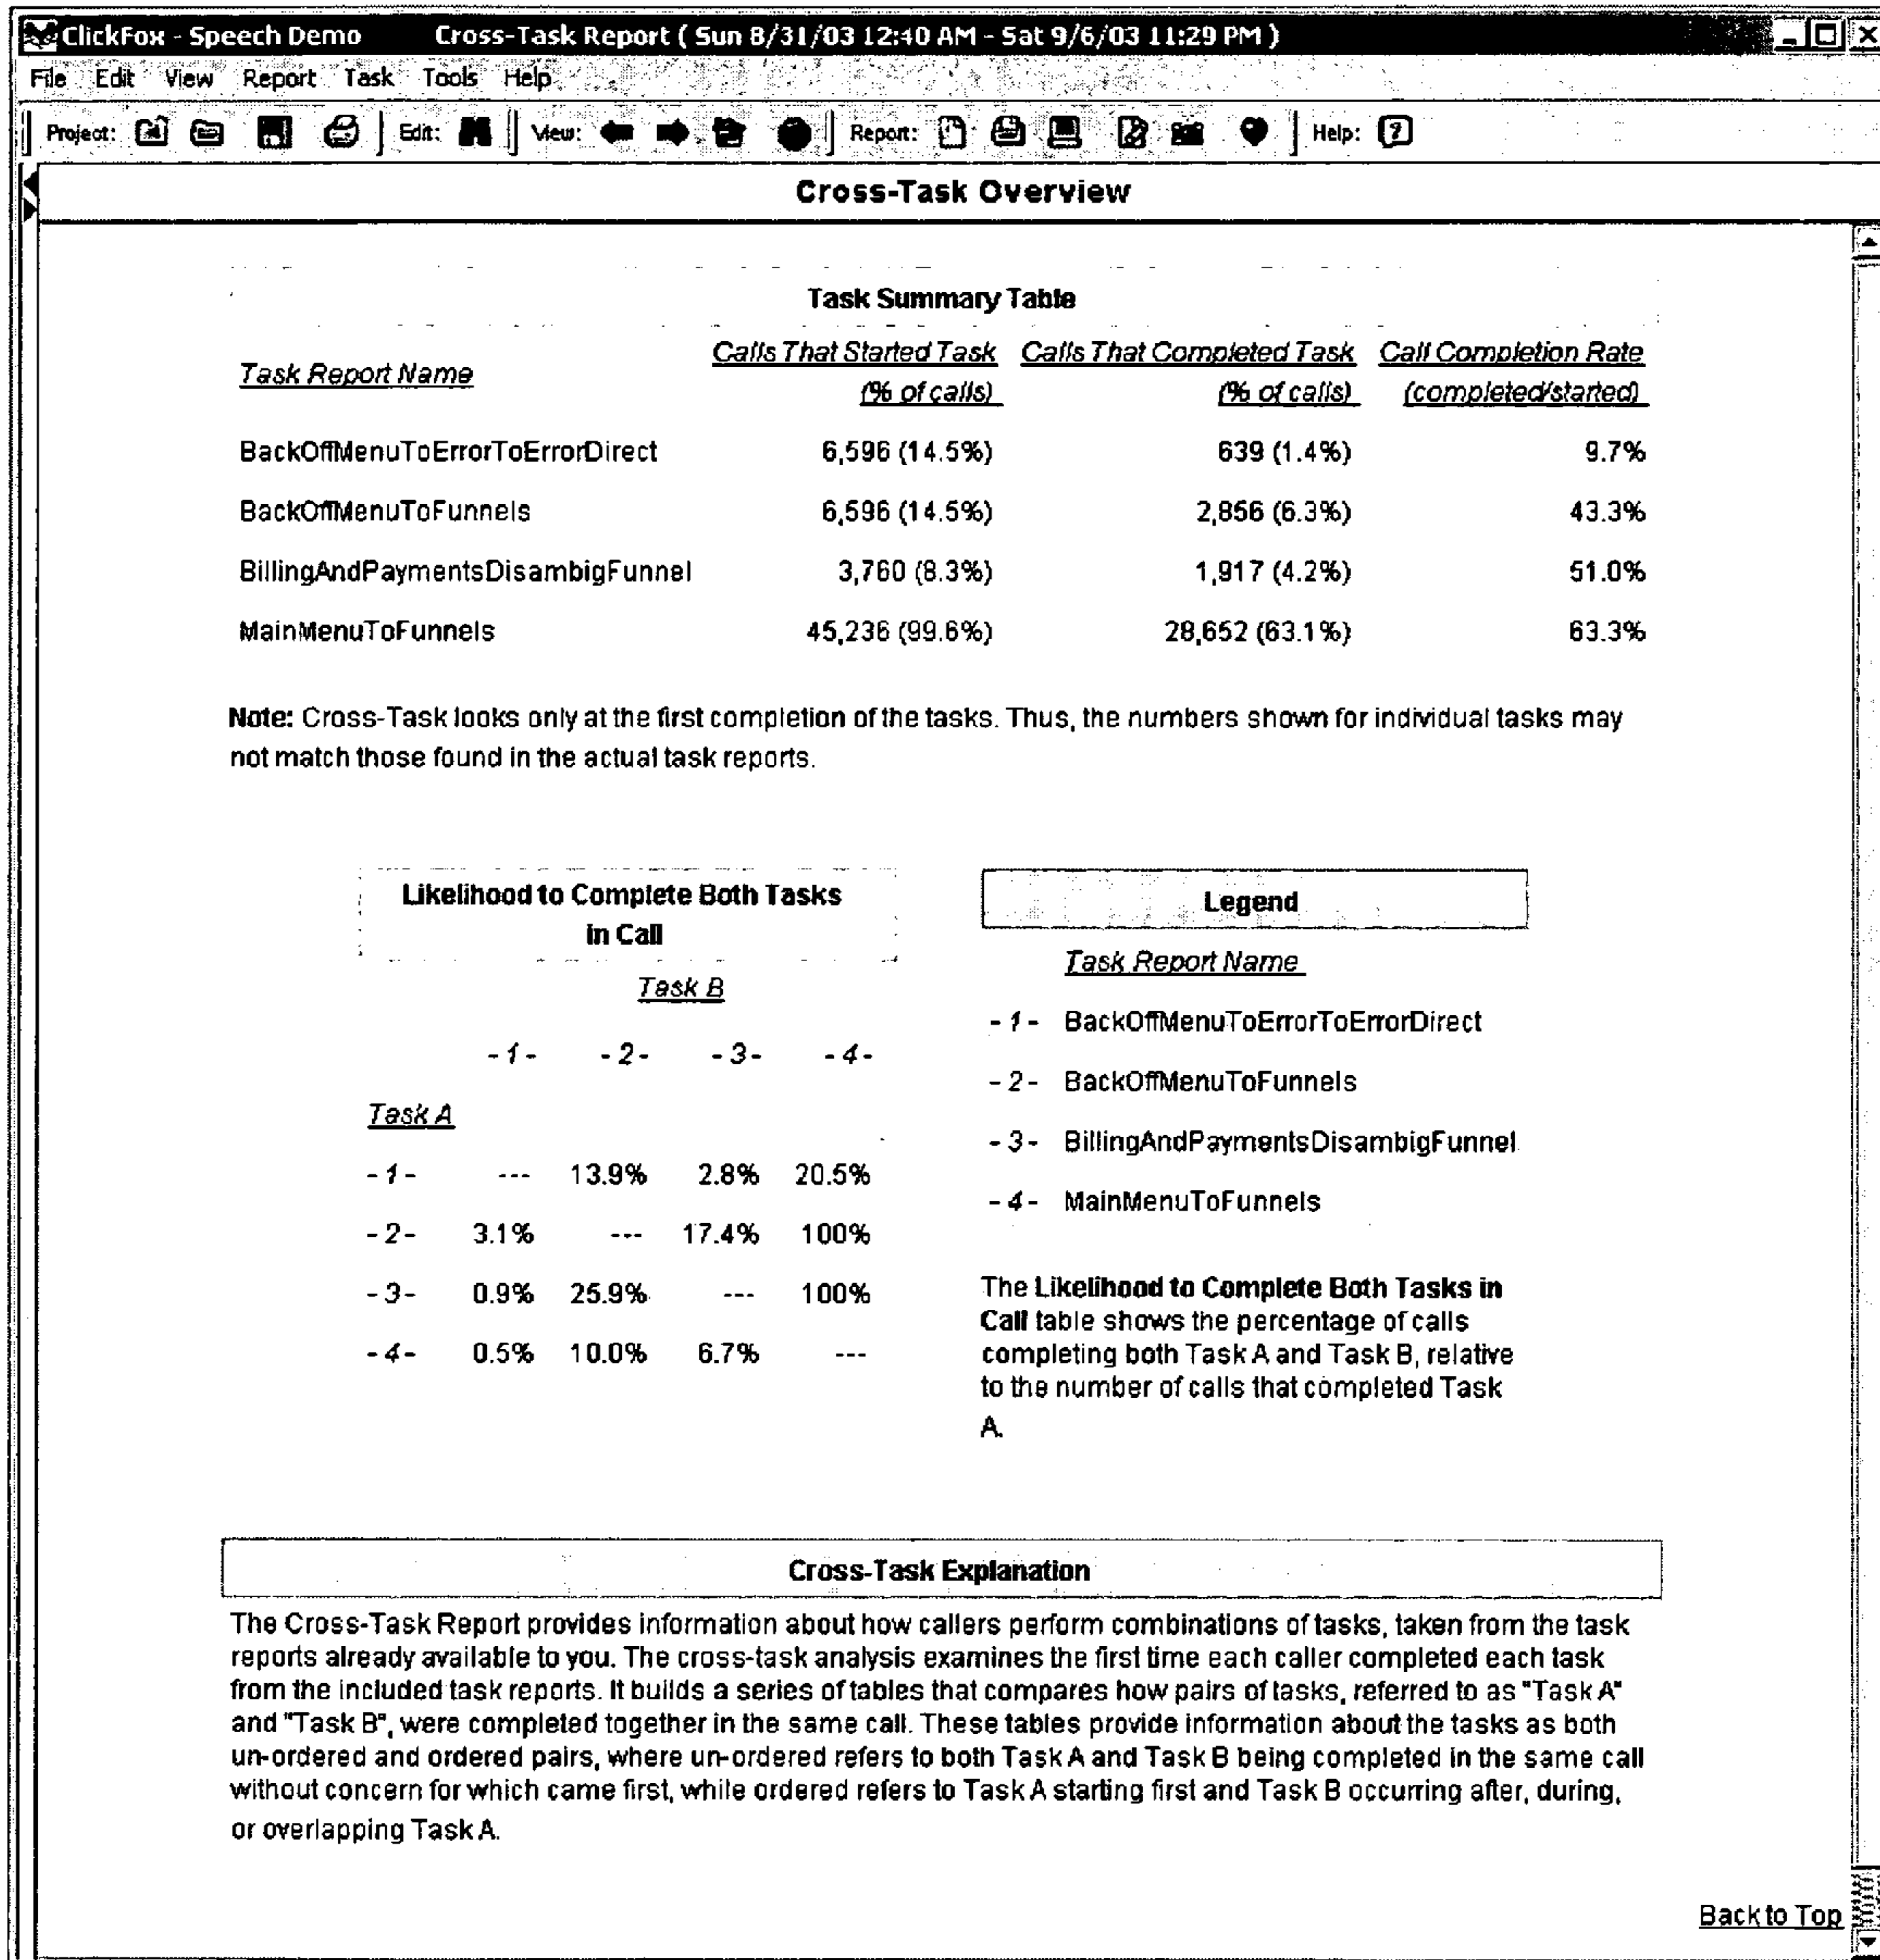 ClickFox - Speech Demo Cross-Task Report ( Sun 8/31/03 12:40 AM - Sat 9/6/03 11:29 PM )
File Edit View Report Task Tools Help
Project: Edit: View: Report: Help:
Cross-Task Overview
Task Summary Table
Task Report Name
Calls That Started Task Calls That Completed Task Call Completion Rate
(% of calls) (% of calls) (completed/started)
BackOffMenuToErrorToErrorDirect 6,596 (14.5%) 639 (1.4%) 9.7%
BackOffMenuToFunnels 6,596 (14.5%) 2,856 (6.3%) 43.3%
BillingAndPaymentsDisambigFunnel 3,760 (8.3%) 1,917 (4.2%) 51.0%
MainMenuToFunnels 45,236 (99.6%) 28,652 (63.1%) 63.3%
Note: Cross-Task looks only at the first completion of the tasks. Thus, the numbers shown for individual tasks may
not match those found in the actual task reports.
Likelihood to Complete Both Tasks
in Call
Task B
-1- -2- -3- -4-
Task A
-1- --- 13.9% 2.8% 20.5%
-2- 3.1% --- 17.4% 100%
-3- 0.9% 25.9% --- 100%
-4- 0.5% 10.0% 6.7% ---
Legend
Task Report Name
-1- BackOffMenuToErrorToErrorDirect
-2- BackOffMenuToFunnels
-3- BillingAndPaymentsDisambigFunnel
-4- MainMenuToFunnels
The Likelihood to Complete Both Tasks in
Call table shows the percentage of calls
completing both Task A and Task B, relative
to the number of calls that completed Task
A.
Cross-Task Explanation
The Cross-Task Report provides information about how callers perform combinations of tasks, taken from the task
reports already available to you. The cross-task analysis examines the first time each caller completed each task
from the included task reports. It builds a series of tables that compares how pairs of tasks, referred to as "Task A"
and "Task B", were completed together in the same call. These tables provide information about the tasks as both
un-ordered and ordered pairs, where un-ordered refers to both Task A and Task B being completed in the same call
without concern for which came first, while ordered refers to Task A starting first and Task B occurring after, during,
or overlapping Task A.
Back to Top